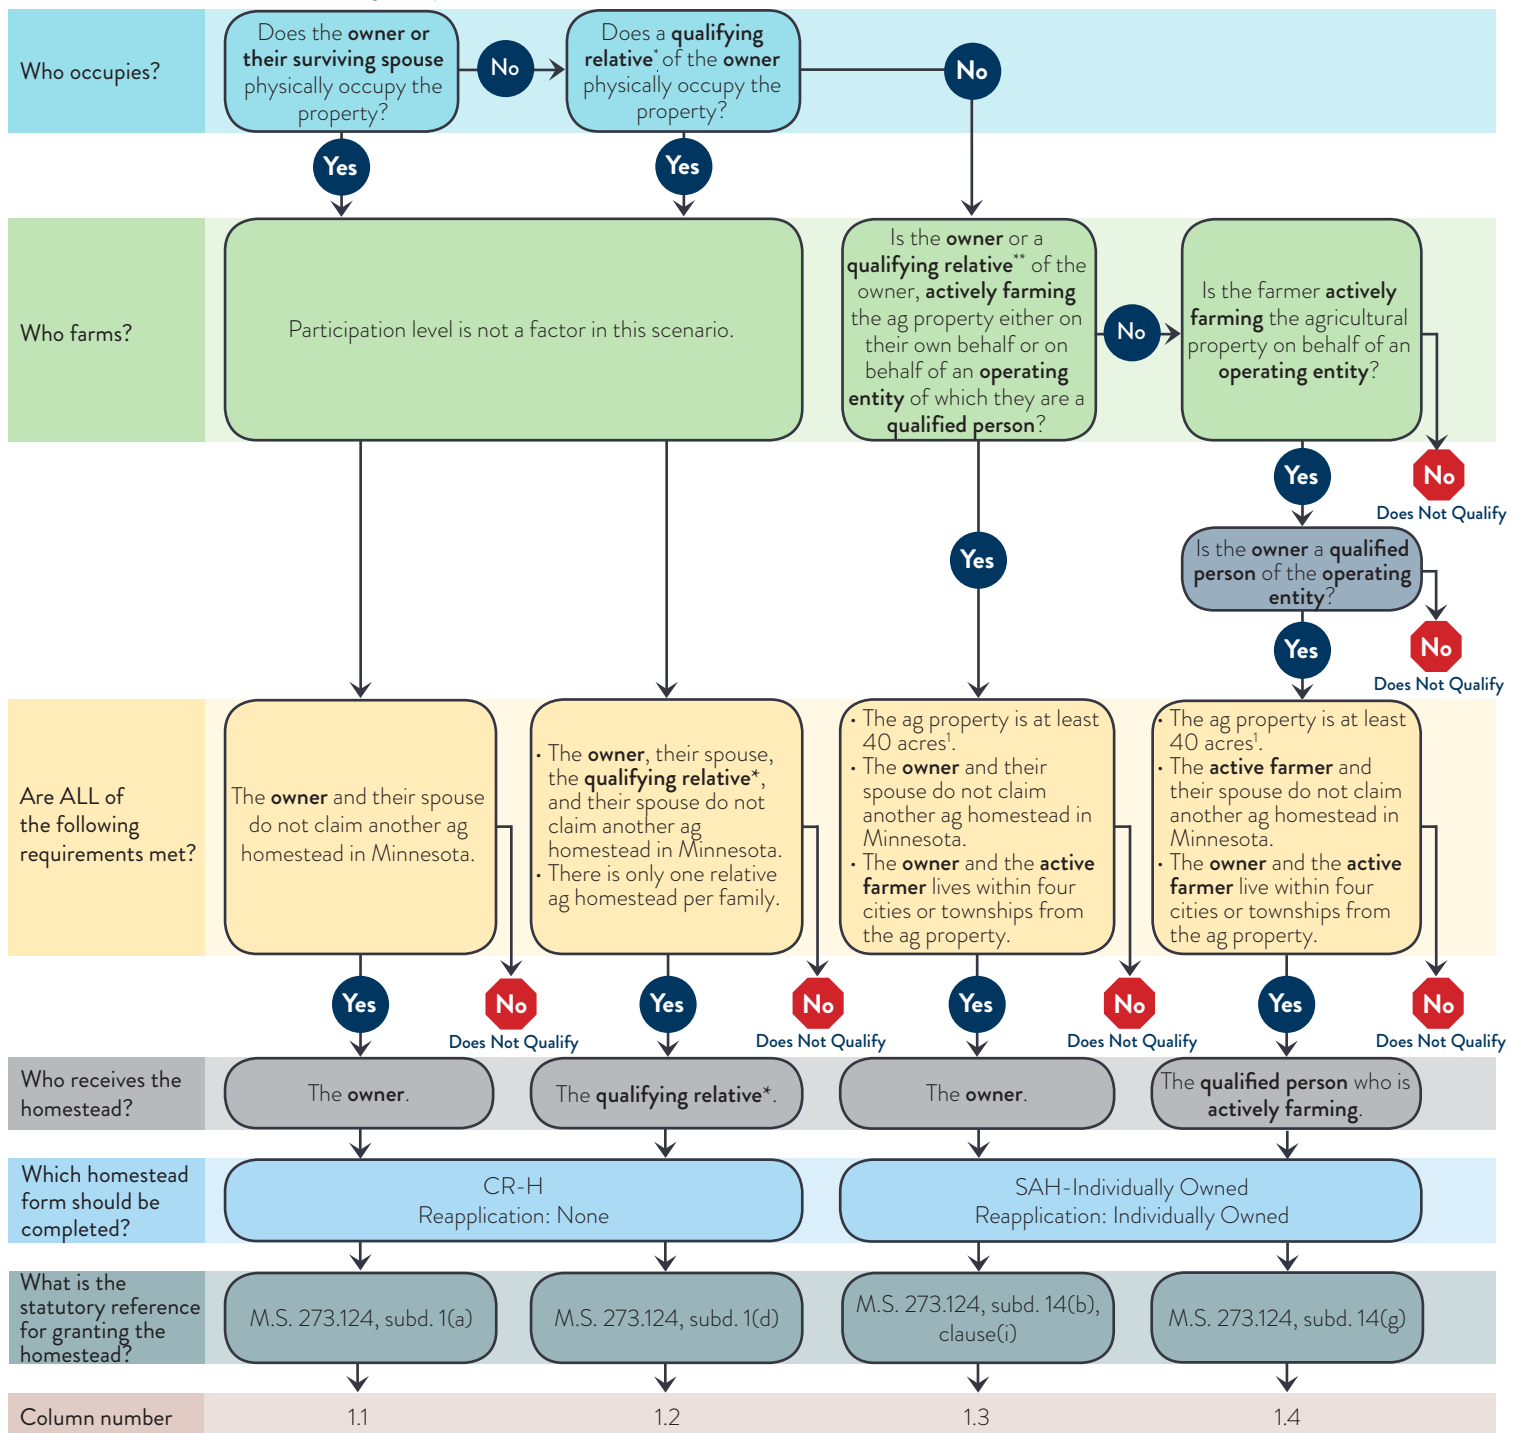 Who occupies?
Does the owner or
their surviving spouse
physically occupy the
property?
No
Does a qualifying
relative* of the owner
physically occupy the
property?
No
Yes
Yes
Who farms?
Participation level is not a factor in this scenario.
Is the owner or a
qualifying relative** of the
owner, actively farming
the ag property either on
their own behalf or on
behalf of an operating
entity of which they are a
qualified person?
No
Is the farmer actively
farming the agricultural
property on behalf of an
operating entity?
Yes
No
Does Not Qualify
Yes
Is the owner a qualified
person of the operating
entity?
Yes
No
Does Not Qualify
Are ALL of
the following
requirements met?
The owner and their spouse
do not claim another ag
homestead in Minnesota.
• The owner, their spouse,
the qualifying relative*,
and their spouse do not
claim another ag
homestead in Minnesota.
• There is only one relative
ag homestead per family.
• The ag property is at least
40 acres¹.
• The owner and their
spouse do not claim
another ag homestead in
Minnesota.
• The owner and the active
farmer lives within four
cities or townships from
the ag property.
• The ag property is at least
40 acres¹.
• The active farmer and
their spouse do not claim
another ag homestead in
Minnesota.
• The owner and the active
farmer live within four
cities or townships from
the ag property.
Yes
No
Does Not Qualify
Yes
No
Does Not Qualify
Yes
No
Does Not Qualify
Yes
No
Does Not Qualify
Who receives the
homestead?
The owner.
The qualifying relative*.
The owner.
The qualified person who is
actively farming.
Which homestead
form should be
completed?
CR-H
Reapplication: None
SAH-Individually Owned
Reapplication: Individually Owned
What is the
statutory reference
for granting the
homestead?
M.S. 273.124, subd. 1(a)
M.S. 273.124, subd. 1(d)
M.S. 273.124, subd. 14(b),
clause(i)
M.S. 273.124, subd. 14(g)
Column number
1.1
1.2
1.3
1.4